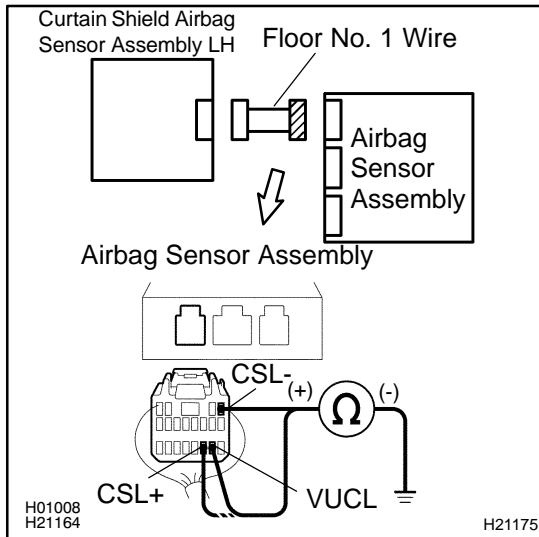 Curtain Shield Airbag
Sensor Assembly LH
Floor No. 1 Wire
Airbag
Sensor
Assembly
Airbag Sensor Assembly
CSL-
(+)
Ω
(-)
CSL+
VUCL
H01008
H21164
H21175